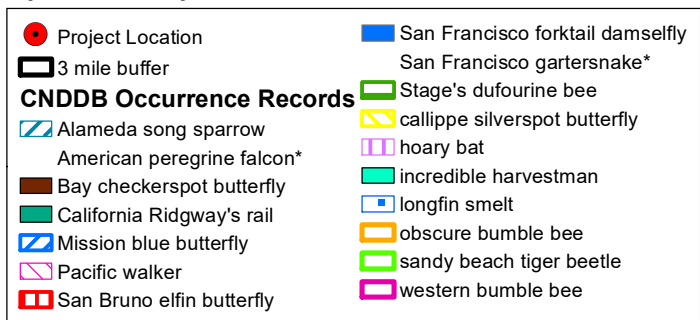 Project Location
3 mile buffer
CNDDB Occurrence Records
Alameda song sparrow
American peregrine falcon*
Bay checkerspot butterfly
California Ridgway's rail
Mission blue butterfly
Pacific walker
San Bruno elfin butterfly
San Francisco forktail damselfly
San Francisco gartersnake*
Stage's dufourine bee
callippe silverspot butterfly
hoary bat
incredible harvestman
longfin smelt
obscure bumble bee
sandy beach tiger beetle
western bumble bee